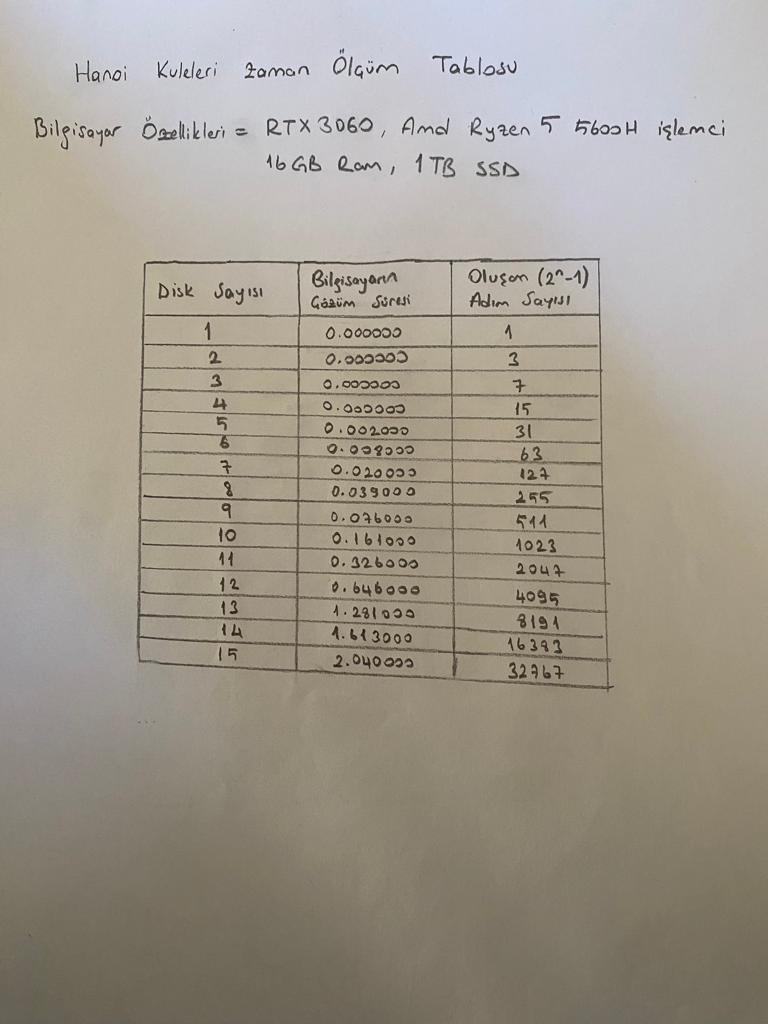 Hanoi Kuleleri Zaman Ölçüm Tablosu
Bilgisayar Özellikleri = RTX 3060, Amd Ryzen 5 5600H işlemci
16 GB Ram, 1 TB SSD
Disk Sayısı | Bilgisayarın Çözüm Süresi | Oluşan (2^n-1) Adım Sayısı
1 | 0.000000 | 1
2 | 0.000000 | 3
3 | 0.000000 | 7
4 | 0.000000 | 15
5 | 0.002000 | 31
6 | 0.008000 | 63
7 | 0.020000 | 127
8 | 0.039000 | 255
9 | 0.076000 | 511
10 | 0.161000 | 1023
11 | 0.326000 | 2047
12 | 0.646000 | 4095
13 | 1.281000 | 8191
14 | 1.613000 | 16383
15 | 2.040000 | 32767